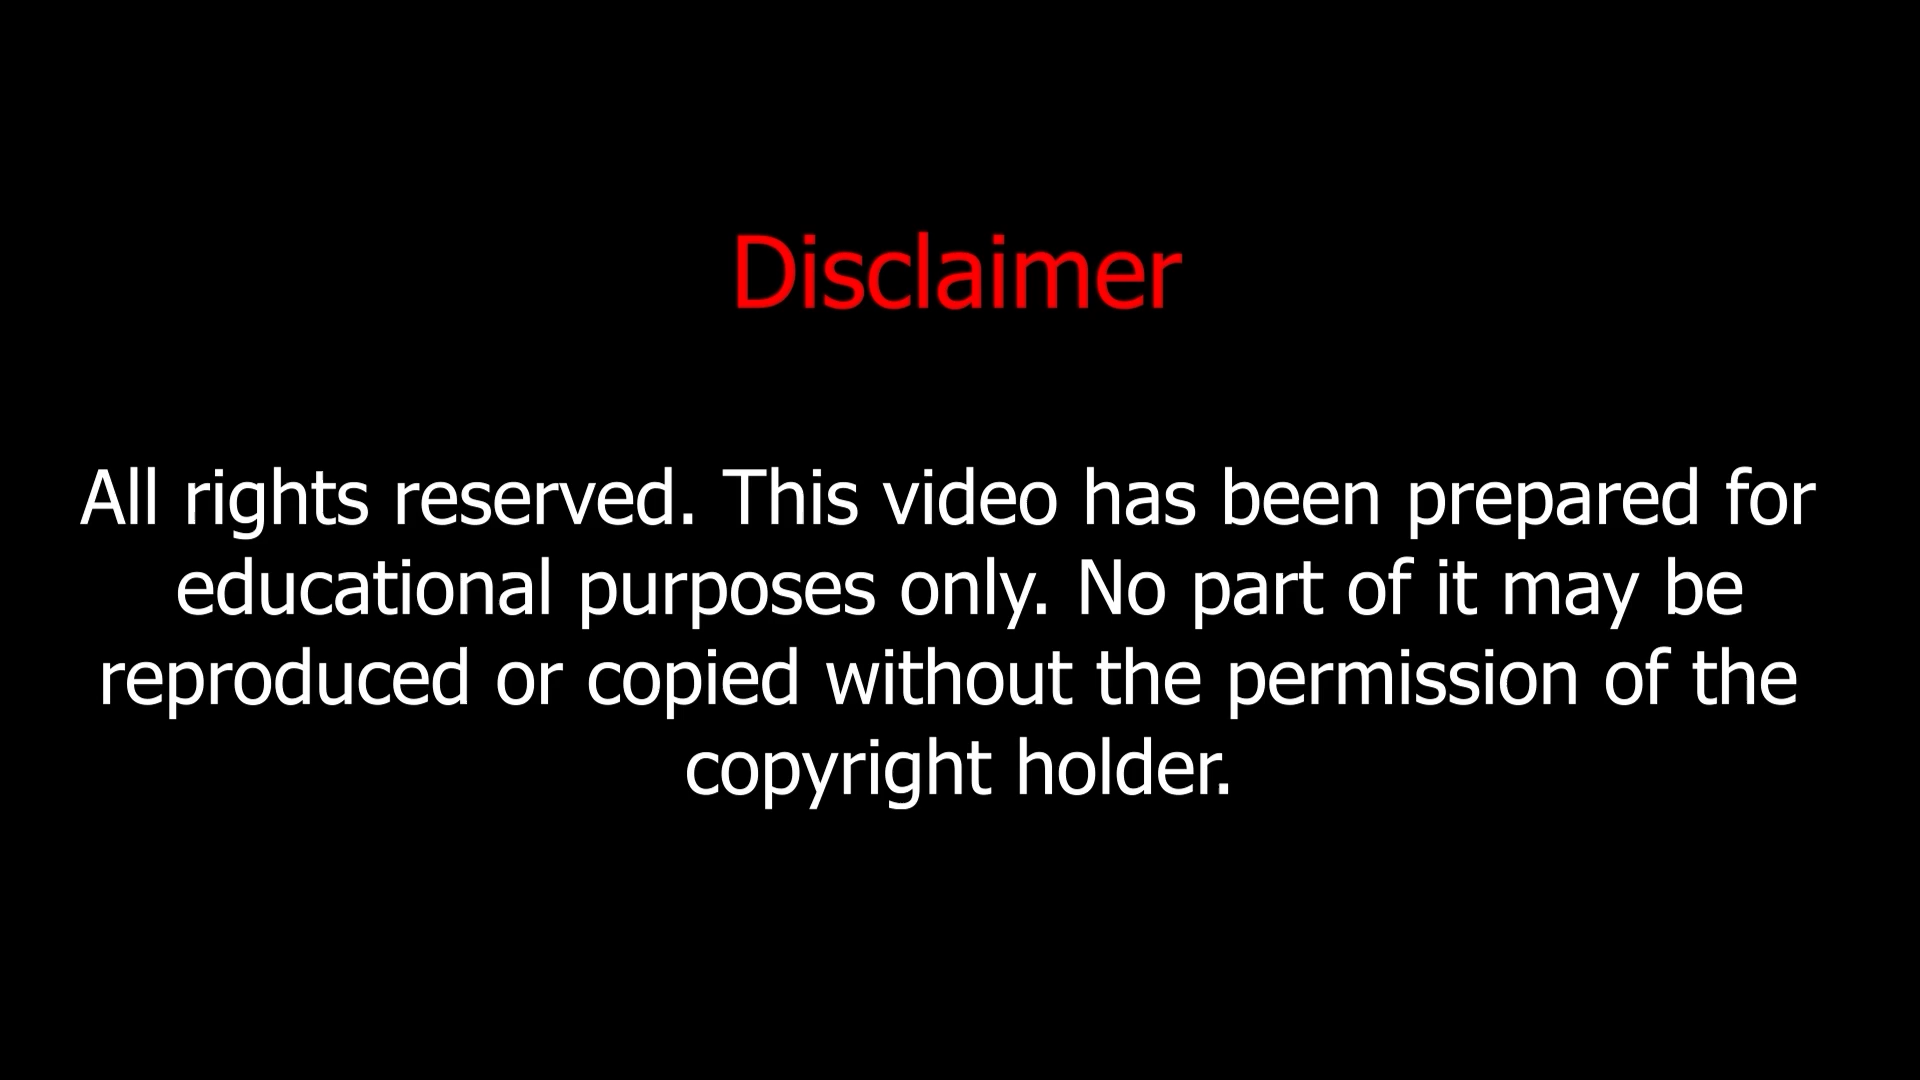 Disclaimer
All rights reserved. This video has been prepared for
educational purposes only. No part of it may be
reproduced or copied without the permission of the
copyright holder.